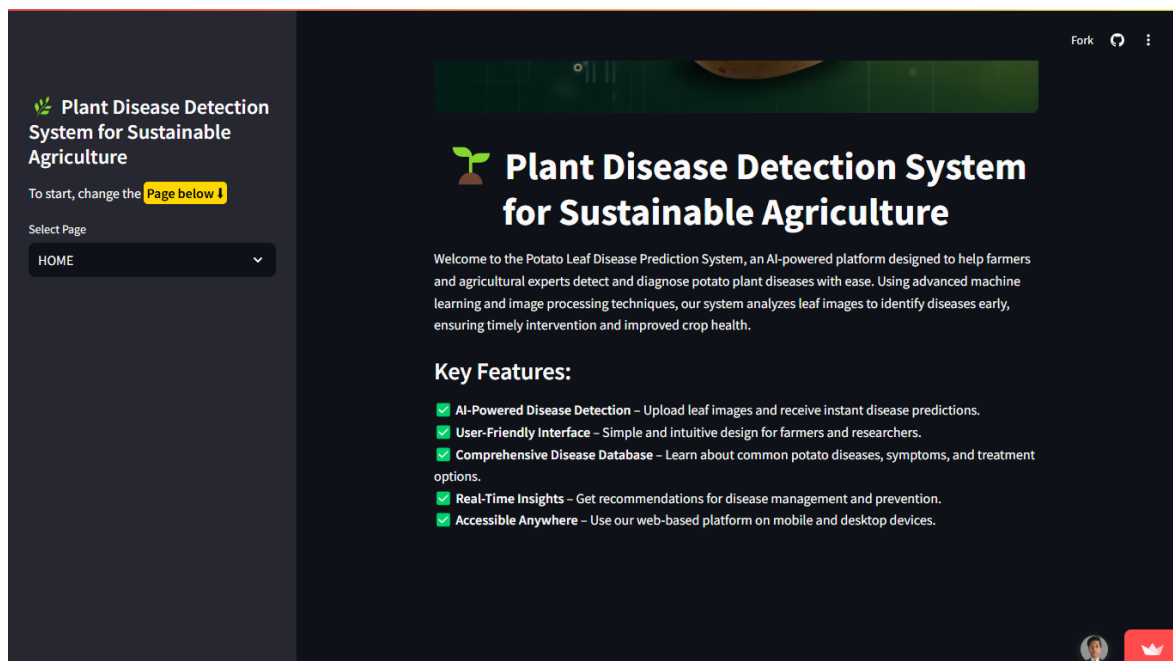 Fork
🌿 Plant Disease Detection
System for Sustainable
Agriculture
To start, change the Page below ⬇
Select Page
HOME
🌱 Plant Disease Detection System
for Sustainable Agriculture
Welcome to the Potato Leaf Disease Prediction System, an AI-powered platform designed to help farmers
and agricultural experts detect and diagnose potato plant diseases with ease. Using advanced machine
learning and image processing techniques, our system analyzes leaf images to identify diseases early,
ensuring timely intervention and improved crop health.
Key Features:
✅ AI-Powered Disease Detection – Upload leaf images and receive instant disease predictions.
✅ User-Friendly Interface – Simple and intuitive design for farmers and researchers.
✅ Comprehensive Disease Database – Learn about common potato diseases, symptoms, and treatment
options.
✅ Real-Time Insights – Get recommendations for disease management and prevention.
✅ Accessible Anywhere – Use our web-based platform on mobile and desktop devices.